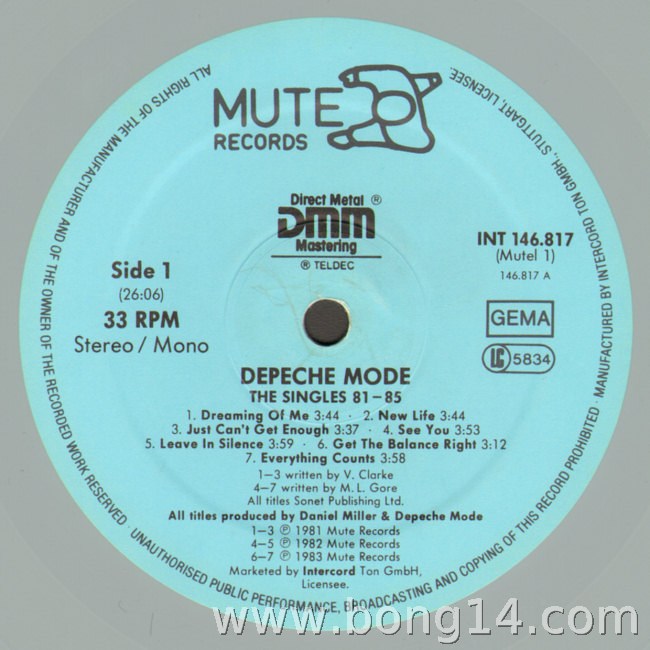 ALL RIGHTS OF THE MANUFACTURER AND OF THE OWNER OF THE RECORDED WORK RESERVED · UNAUTHORISED PUBLIC PERFORMANCE, BROADCASTING AND COPYING OF THIS RECORD PROHIBITED · MANUFACTURED BY INTERCORD TON GMBH, STUTTGART, LICENSEE.
MUTE
RECORDS
Direct Metal ®
DMM
Mastering
® TELDEC
Side 1
(26:06)
33 RPM
Stereo / Mono
INT 146.817
(Mutel 1)
146.817 A
GEMA
LC 5834
DEPECHE MODE
THE SINGLES 81–85
1. Dreaming Of Me 3:44 · 2. New Life 3:44
3. Just Can't Get Enough 3:37 · 4. See You 3:53
5. Leave In Silence 3:59 · 6. Get The Balance Right 3:12
7. Everything Counts 3:58
1–3 written by V. Clarke
4–7 written by M.L. Gore
All titles Sonet Publishing Ltd.
All titles produced by Daniel Miller & Depeche Mode
1–3 ℗ 1981 Mute Records
4–5 ℗ 1982 Mute Records
6–7 ℗ 1983 Mute Records
Marketed by Intercord Ton GmbH,
Licensee.
www.bong14.com